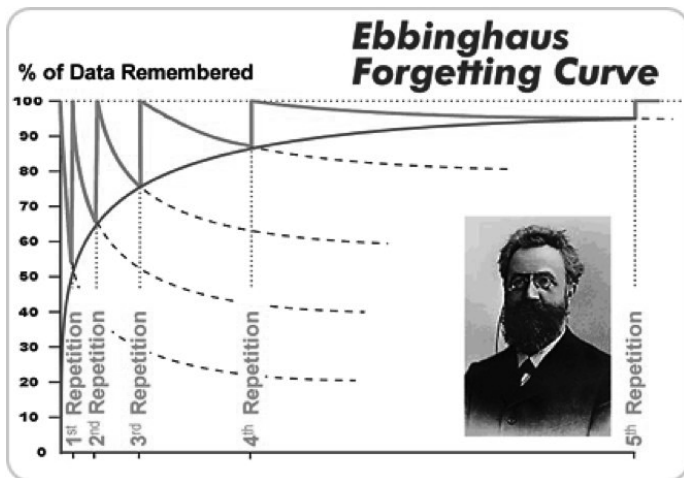 Ebbinghaus
Forgetting Curve
% of Data Remembered
100
90
80
70
60
50
40
30
20
10
0
1st Repetition
2nd Repetition
3rd Repetition
4th Repetition
5th Repetition